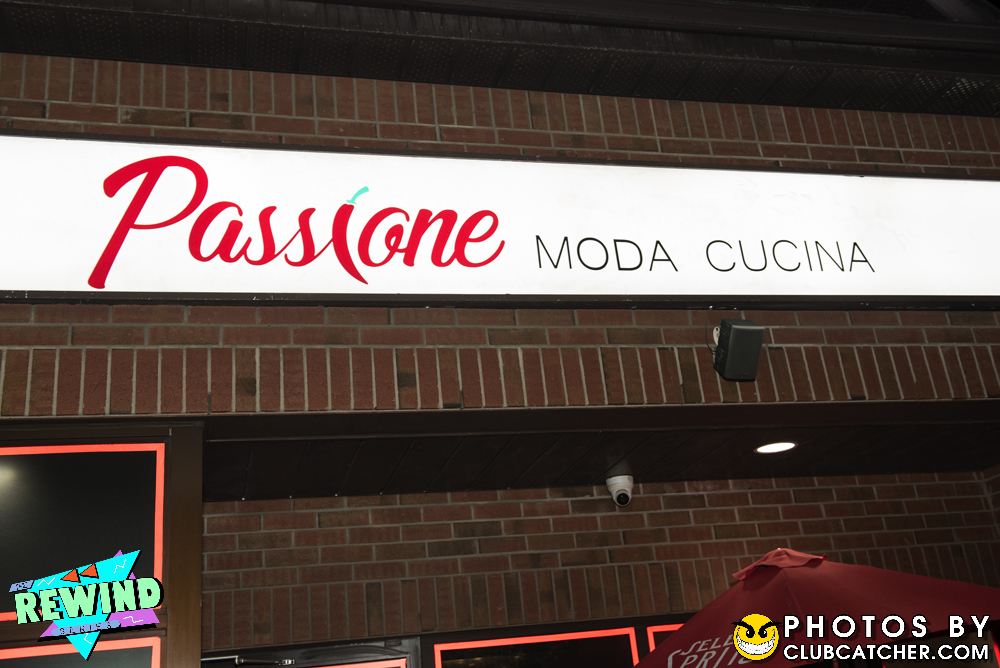 Passione MODA CUCINA
REWIND
PHOTOS BY
CLUBCATCHER.COM